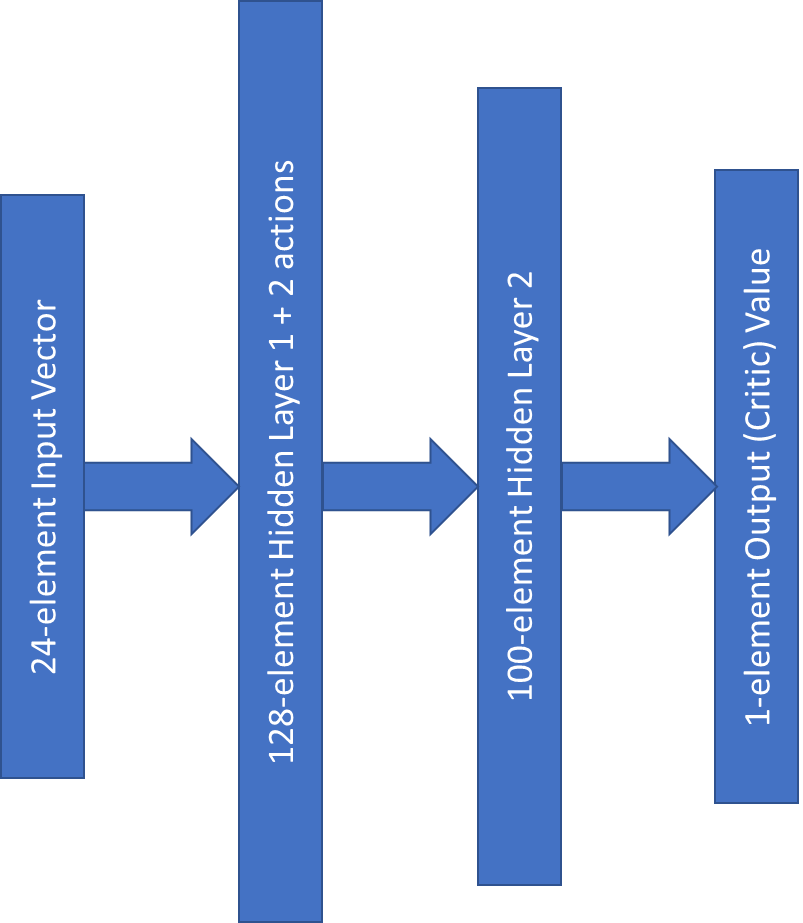 24-element Input Vector
128-element Hidden Layer 1 + 2 actions
100-element Hidden Layer 2
1-element Output (Critic) Value